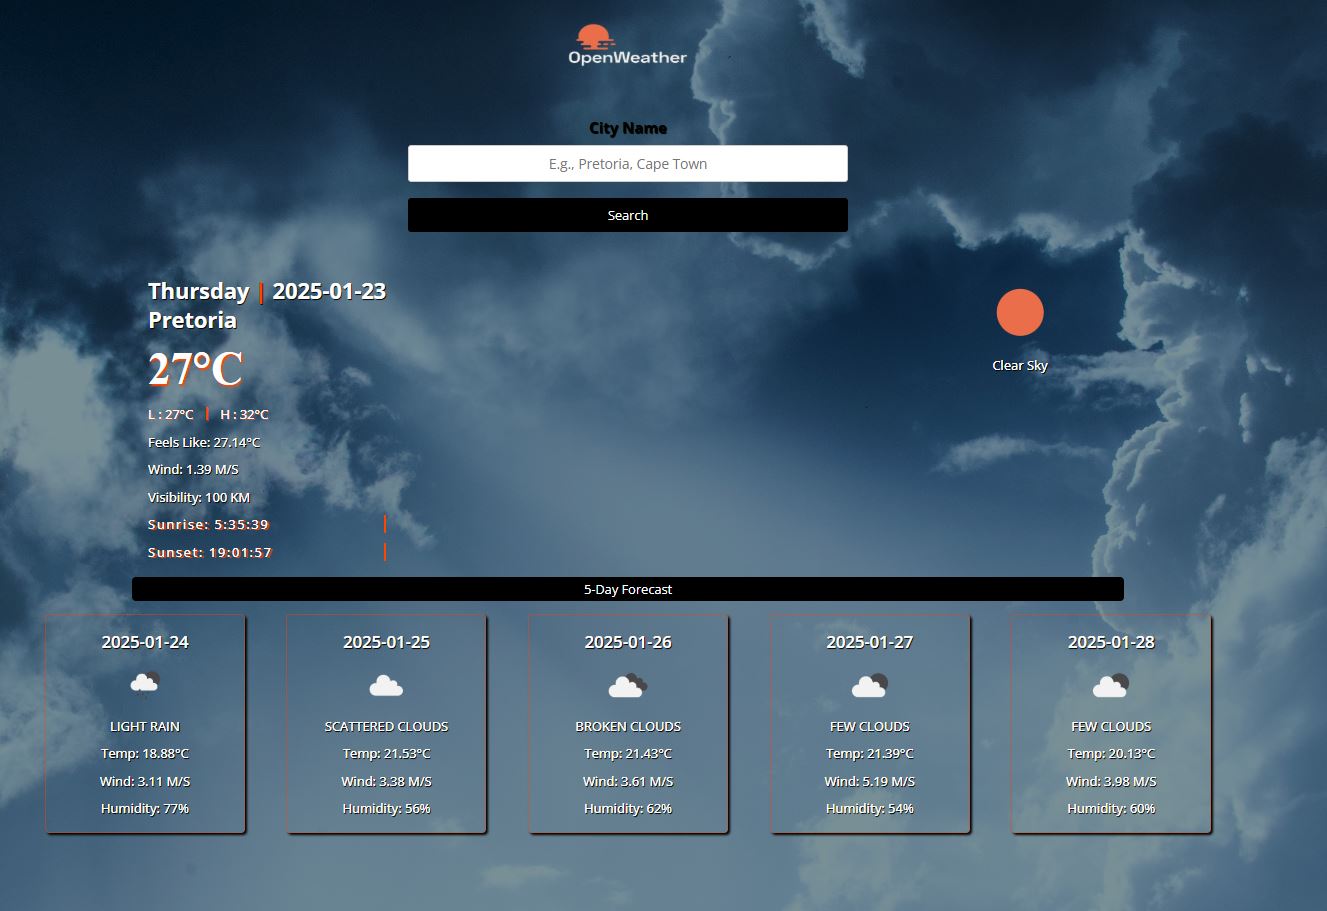 OpenWeather
City Name
E.g., Pretoria, Cape Town
Search
Thursday | 2025-01-23
Pretoria
27°C
L : 27°C | H : 32°C
Feels Like: 27.14°C
Wind: 1.39 M/S
Visibility: 100 KM
Sunrise: 5:35:39 |
Sunset: 19:01:57 |
Clear Sky
5-Day Forecast
2025-01-24
LIGHT RAIN
Temp: 18.88°C
Wind: 3.11 M/S
Humidity: 77%
2025-01-25
SCATTERED CLOUDS
Temp: 21.53°C
Wind: 3.38 M/S
Humidity: 56%
2025-01-26
BROKEN CLOUDS
Temp: 21.43°C
Wind: 3.61 M/S
Humidity: 62%
2025-01-27
FEW CLOUDS
Temp: 21.39°C
Wind: 5.19 M/S
Humidity: 54%
2025-01-28
FEW CLOUDS
Temp: 20.13°C
Wind: 3.98 M/S
Humidity: 60%